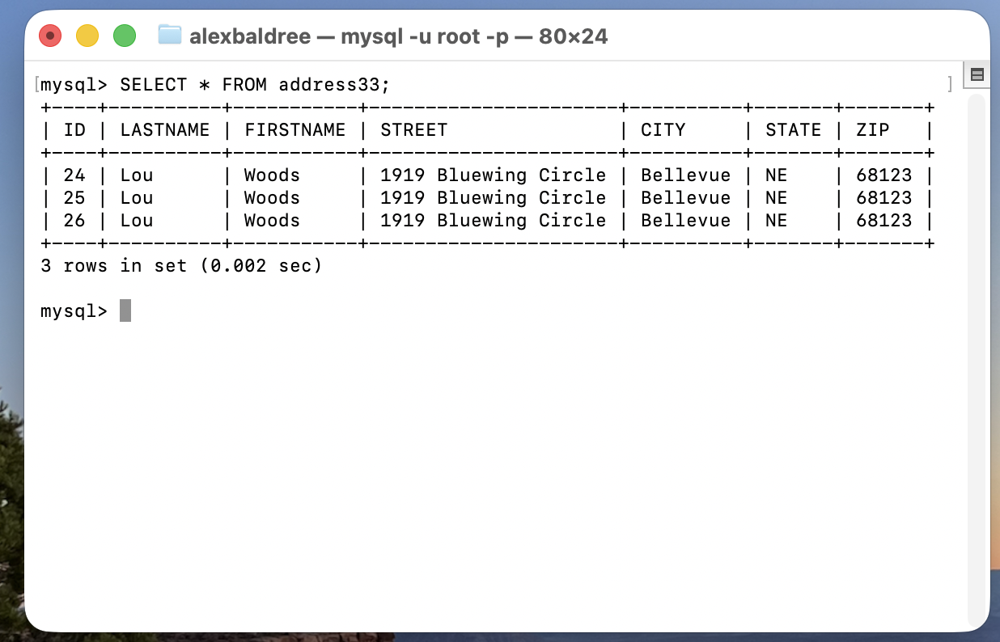 alexbaldree — mysql -u root -p — 80×24
[mysql> SELECT * FROM address33; ]
+----+----------+-----------+----------------------+----------+-------+-------+
| ID | LASTNAME | FIRSTNAME | STREET               | CITY     | STATE | ZIP   |
+----+----------+-----------+----------------------+----------+-------+-------+
| 24 | Lou      | Woods     | 1919 Bluewing Circle | Bellevue | NE    | 68123 |
| 25 | Lou      | Woods     | 1919 Bluewing Circle | Bellevue | NE    | 68123 |
| 26 | Lou      | Woods     | 1919 Bluewing Circle | Bellevue | NE    | 68123 |
+----+----------+-----------+----------------------+----------+-------+-------+
3 rows in set (0.002 sec)
mysql>